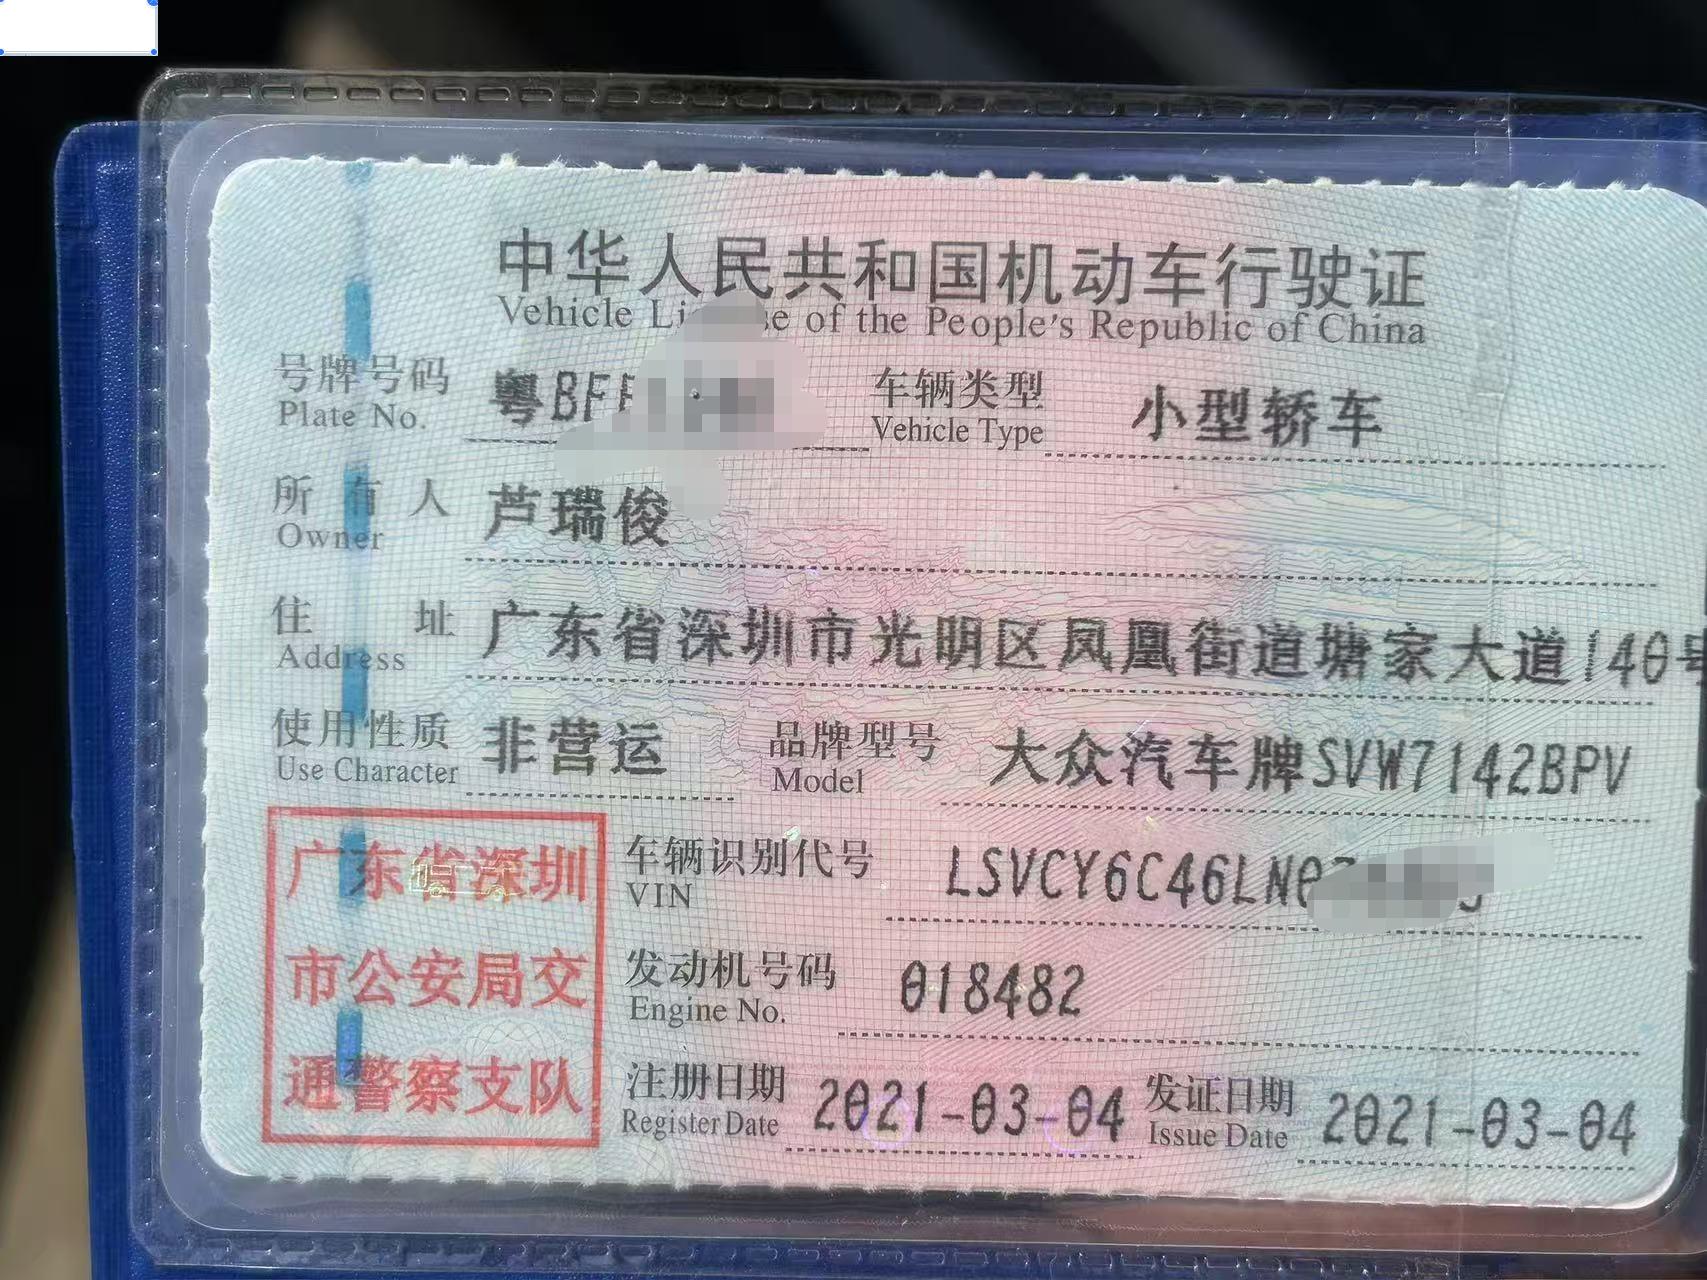 中华人民共和国机动车行驶证
Vehicle of the People's Republic of China
号牌号码 粤BF 车辆类型 小型轿车
Plate No. Vehicle Type
所有人 芦瑞俊
Owner
住址 广东省深圳市光明区凤凰街道塘家大道140号
Address
使用性质 非营运 品牌型号 大众汽车牌SVW7142BPV
Use Character Model
广东省深圳
市公安局交
通警察支队
车辆识别代号 LSVCY6C46LN0
VIN
发动机号码 018482
Engine No.
注册日期 2021-03-04 发证日期 2021-03-04
Register Date Issue Date